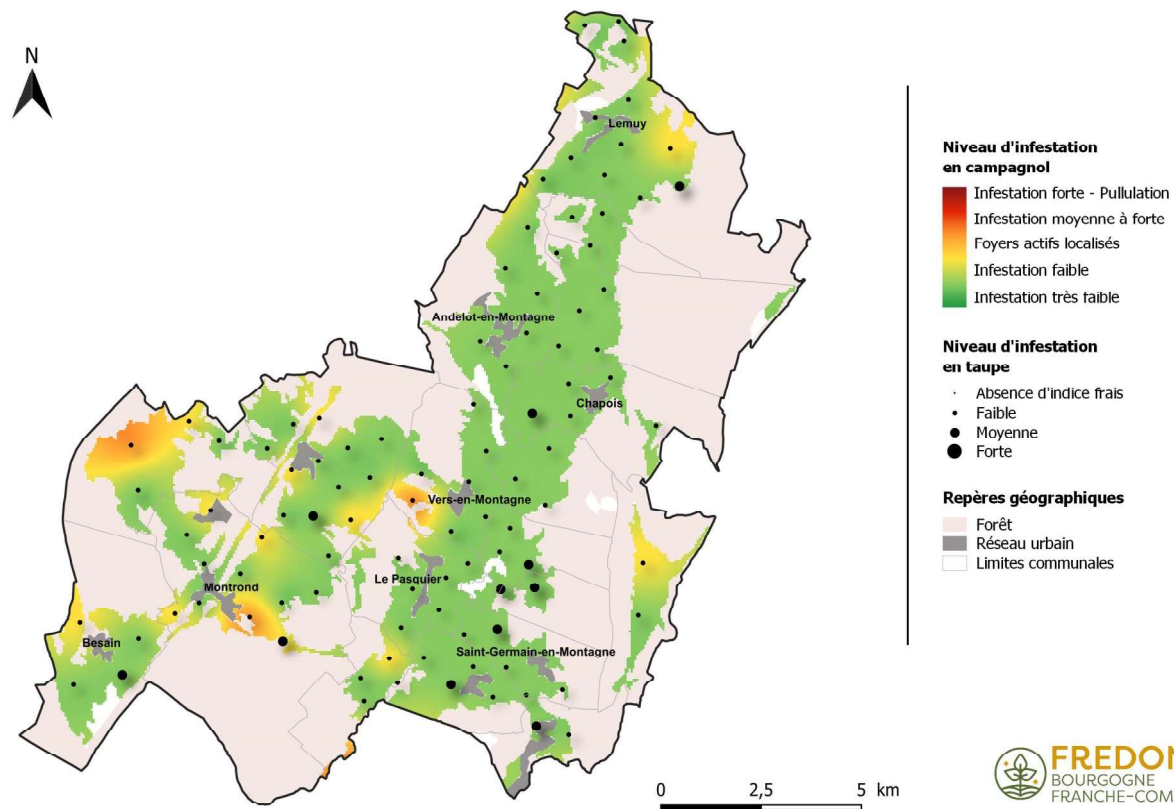 N
Lemuy
Andelot-en-Montagne
Chapois
Vers-en-Montagne
Le Pasquier
Montrond
Besain
Saint-Germain-en-Montagne
Niveau d'infestation
en campagnol
Infestation forte - Pullulation
Infestation moyenne à forte
Foyers actifs localisés
Infestation faible
Infestation très faible
Niveau d'infestation
en taupe
Absence d'indice frais
Faible
Moyenne
Forte
Repères géographiques
Forêt
Réseau urbain
Limites communales
0 2,5 5 km
FREDON
BOURGOGNE
FRANCHE-COM